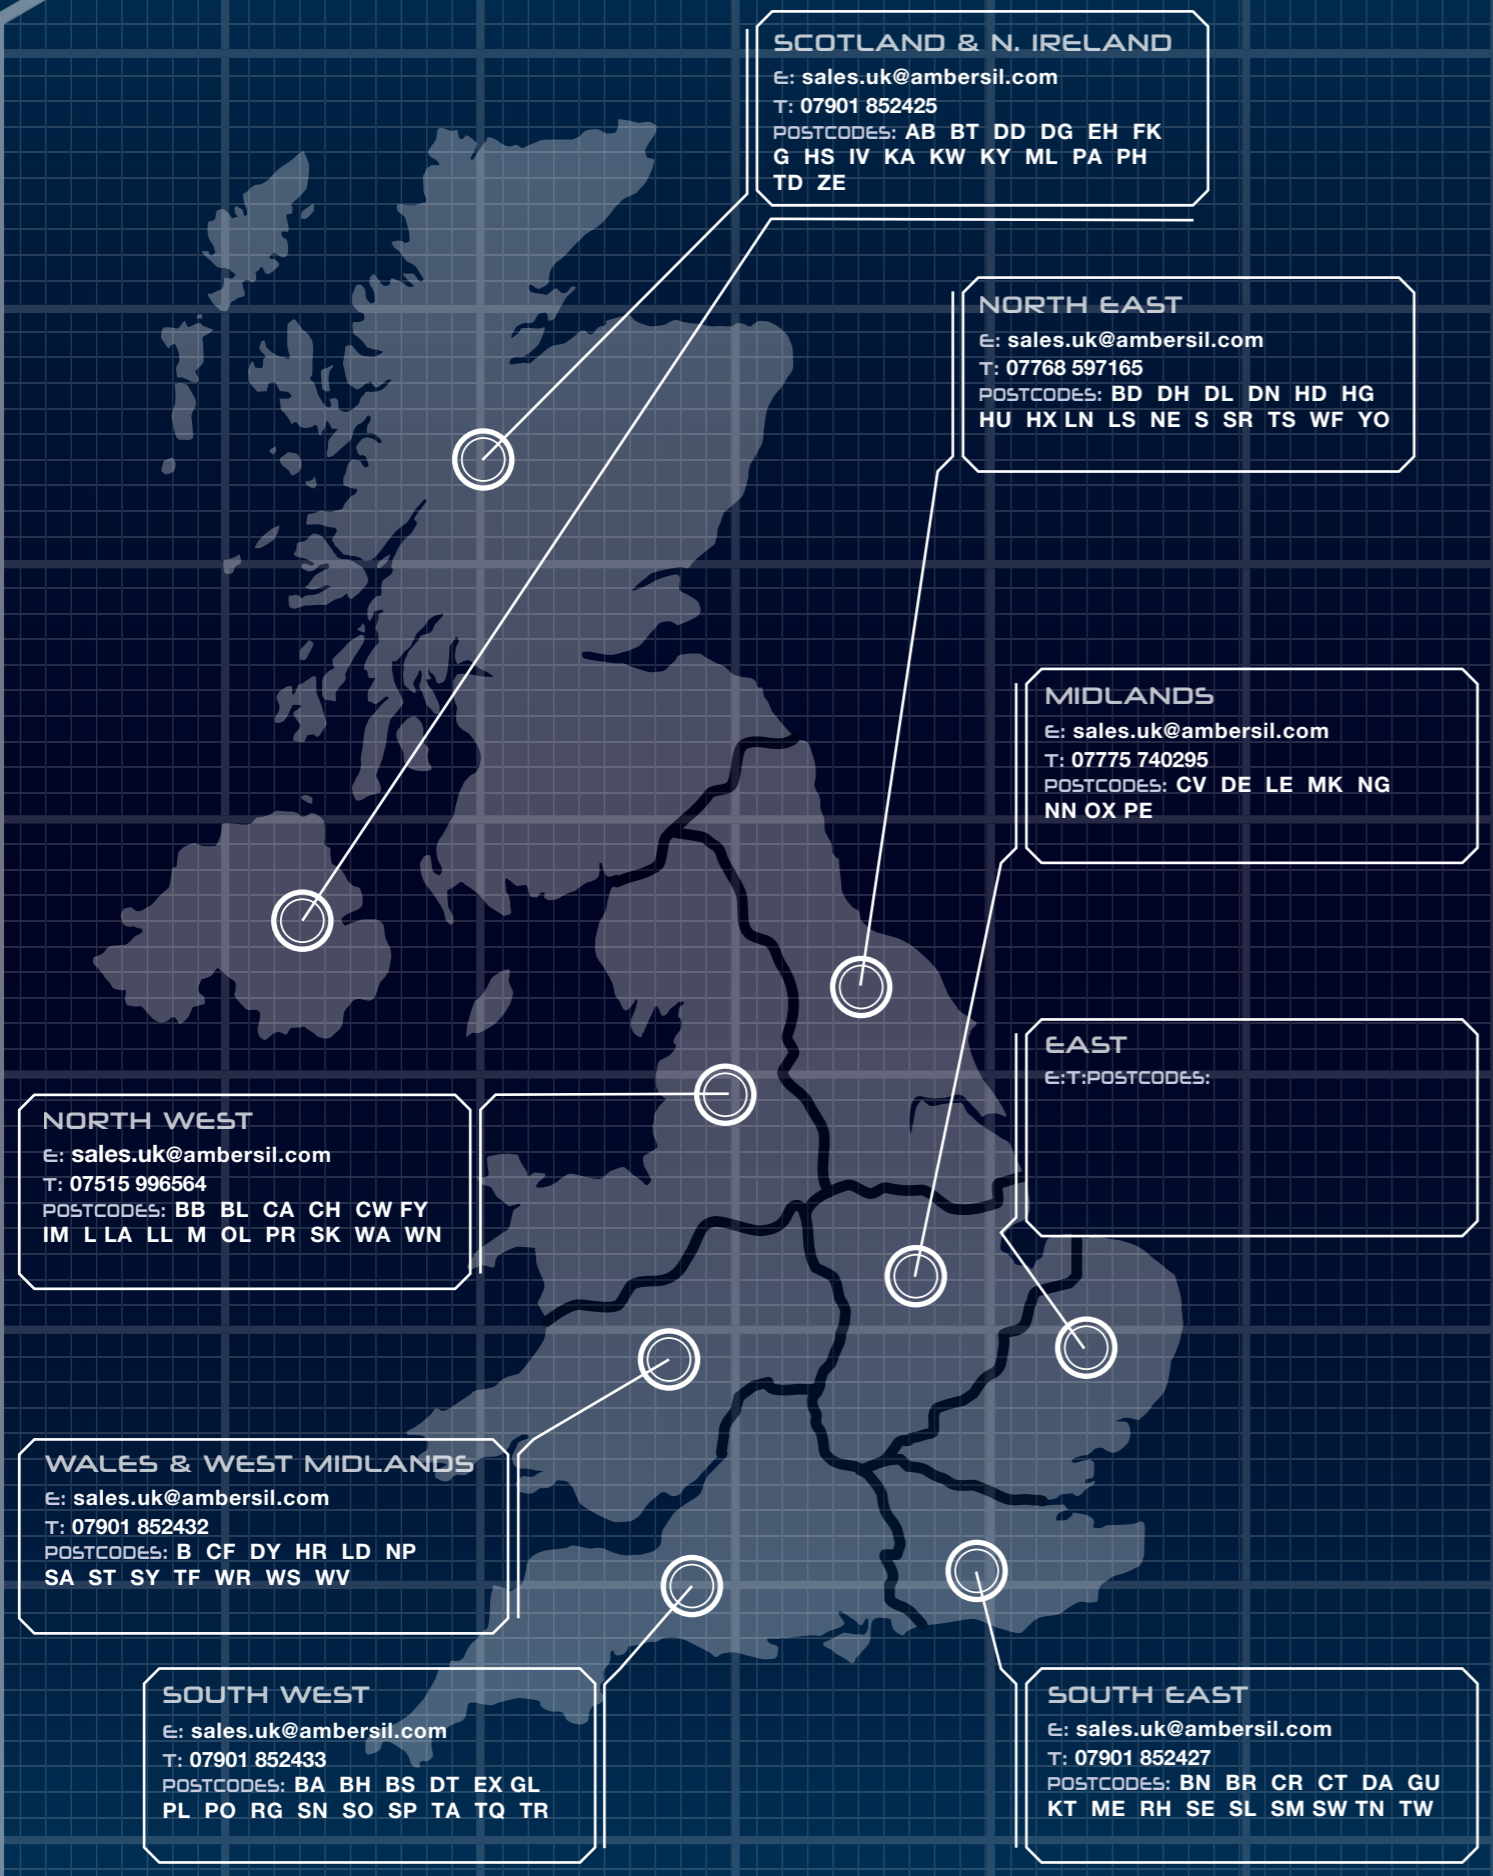 SCOTLAND & N. IRELAND
E: sales.uk@ambersil.com
T: 07901 852425
POSTCODES: AB BT DD DG EH FK
G HS IV KA KW KY ML PA PH
TD ZE
NORTH EAST
E: sales.uk@ambersil.com
T: 07768 597165
POSTCODES: BD DH DL DN HD HG
HU HX LN LS NE S SR TS WF YO
MIDLANDS
E: sales.uk@ambersil.com
T: 07775 740295
POSTCODES: CV DE LE MK NG
NN OX PE
EAST
E:T:POSTCODES:
NORTH WEST
E: sales.uk@ambersil.com
T: 07515 996564
POSTCODES: BB BL CA CH CW FY
IM L LA LL M OL PR SK WA WN
WALES & WEST MIDLANDS
E: sales.uk@ambersil.com
T: 07901 852432
POSTCODES: B CF DY HR LD NP
SA ST SY TF WR WS WV
SOUTH WEST
E: sales.uk@ambersil.com
T: 07901 852433
POSTCODES: BA BH BS DT EX GL
PL PO RG SN SO SP TA TQ TR
SOUTH EAST
E: sales.uk@ambersil.com
T: 07901 852427
POSTCODES: BN BR CR CT DA GU
KT ME RH SE SL SM SW TN TW